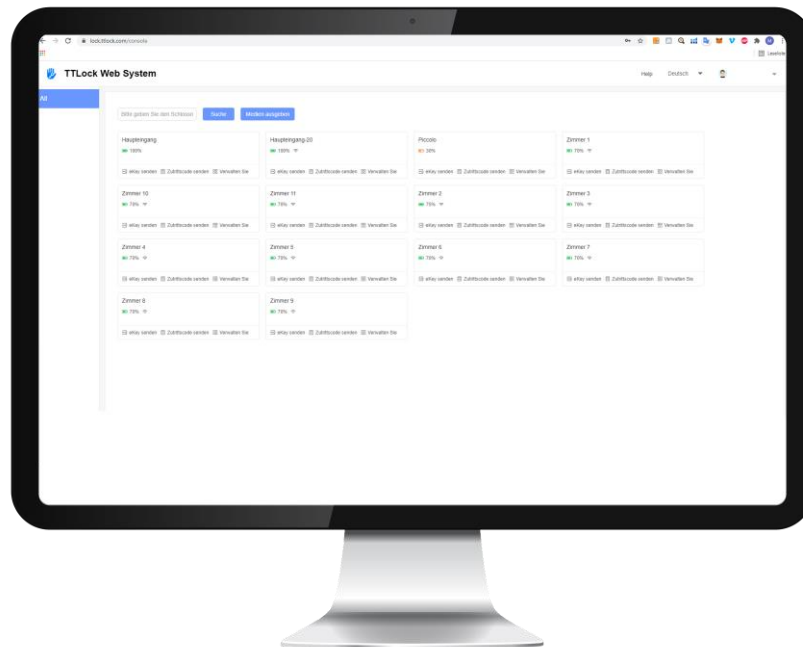 lock.ttlock.com/console
TTLock Web System
Help Deutsch
All
Bitte geben Sie den Schlüssel Suche Medien ausgeben
Haupteingang Haupteingang-20 Piccolo Zimmer 1
100% 100% 30% 70%
eKey senden Zutrittscode senden Verwalten Sie eKey senden Zutrittscode senden Verwalten Sie eKey senden Zutrittscode senden Verwalten Sie eKey senden Zutrittscode senden Verwalten Sie
Zimmer 10 Zimmer 11 Zimmer 2 Zimmer 3
70% 70% 70% 70%
eKey senden Zutrittscode senden Verwalten Sie eKey senden Zutrittscode senden Verwalten Sie eKey senden Zutrittscode senden Verwalten Sie eKey senden Zutrittscode senden Verwalten Sie
Zimmer 4 Zimmer 5 Zimmer 6 Zimmer 7
70% 70% 70% 70%
eKey senden Zutrittscode senden Verwalten Sie eKey senden Zutrittscode senden Verwalten Sie eKey senden Zutrittscode senden Verwalten Sie eKey senden Zutrittscode senden Verwalten Sie
Zimmer 8 Zimmer 9
70% 70%
eKey senden Zutrittscode senden Verwalten Sie eKey senden Zutrittscode senden Verwalten Sie